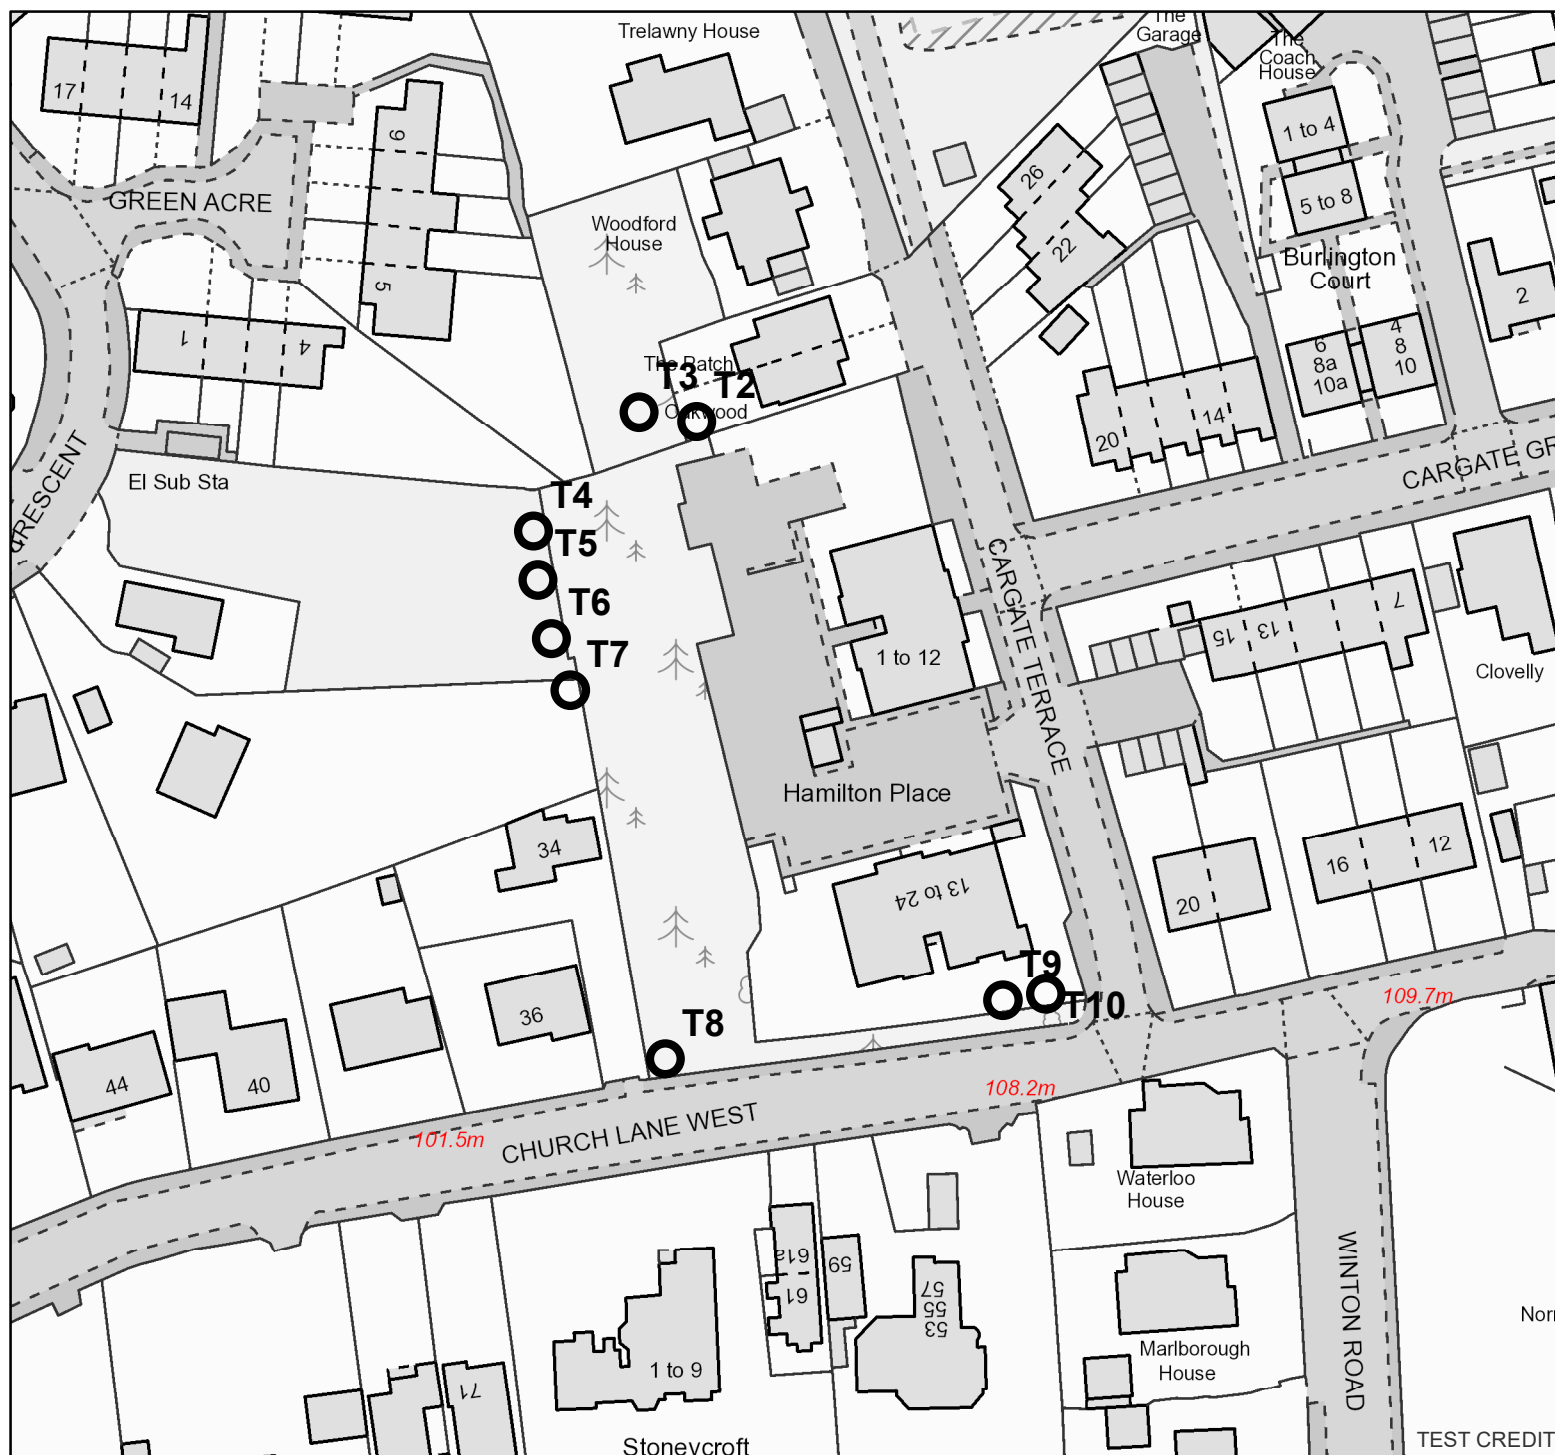 Trelawny House
The
Garage
The
Coach
House
17
14
9
1 to 4
26
5 to 8
GREEN ACRE
Woodford
House
22
Burlington
Court
5
2
1
4
The Patch
T3
T2
Oakwood
6
8a
10a
4
8
10
14
20
El Sub Sta
CARGATE GR
CRESCENT
T4
T5
T6
T7
CARGATE TERRACE
1 to 12
15
13
7
Clovelly
Hamilton Place
34
13 to 24
16
12
20
T9
T10
109.7m
36
T8
44
40
108.2m
101.5m
CHURCH LANE WEST
Waterloo
House
WINTON ROAD
61a
61
59
57
55
53
Marlborough
House
1 to 9
71
Stoneycroft
Nor
TEST CREDIT